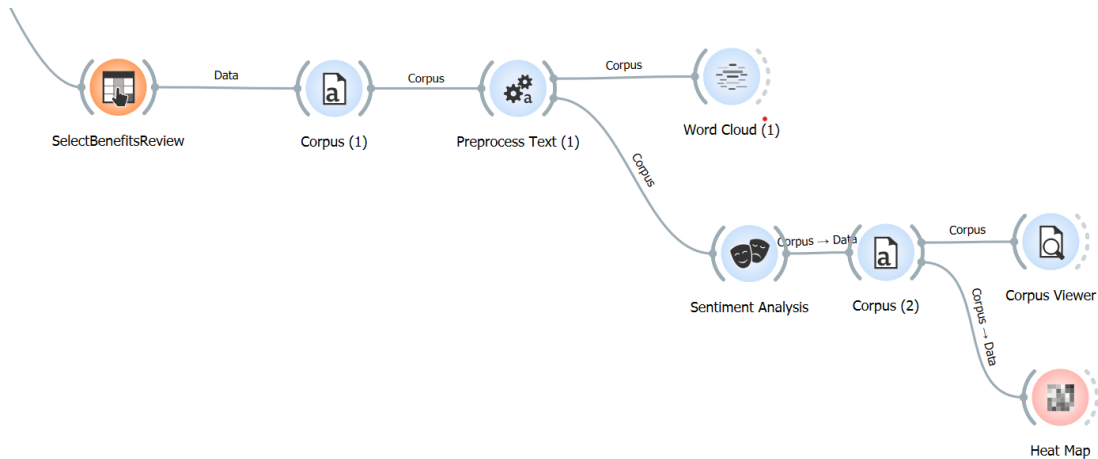 Data
Corpus
Corpus
SelectBenefitsReview
Corpus (1)
Preprocess Text (1)
Word Cloud (1)
Corpus
Corpus → Data
Corpus
Sentiment Analysis
Corpus (2)
Corpus Viewer
Corpus → Data
Heat Map
a
a
a